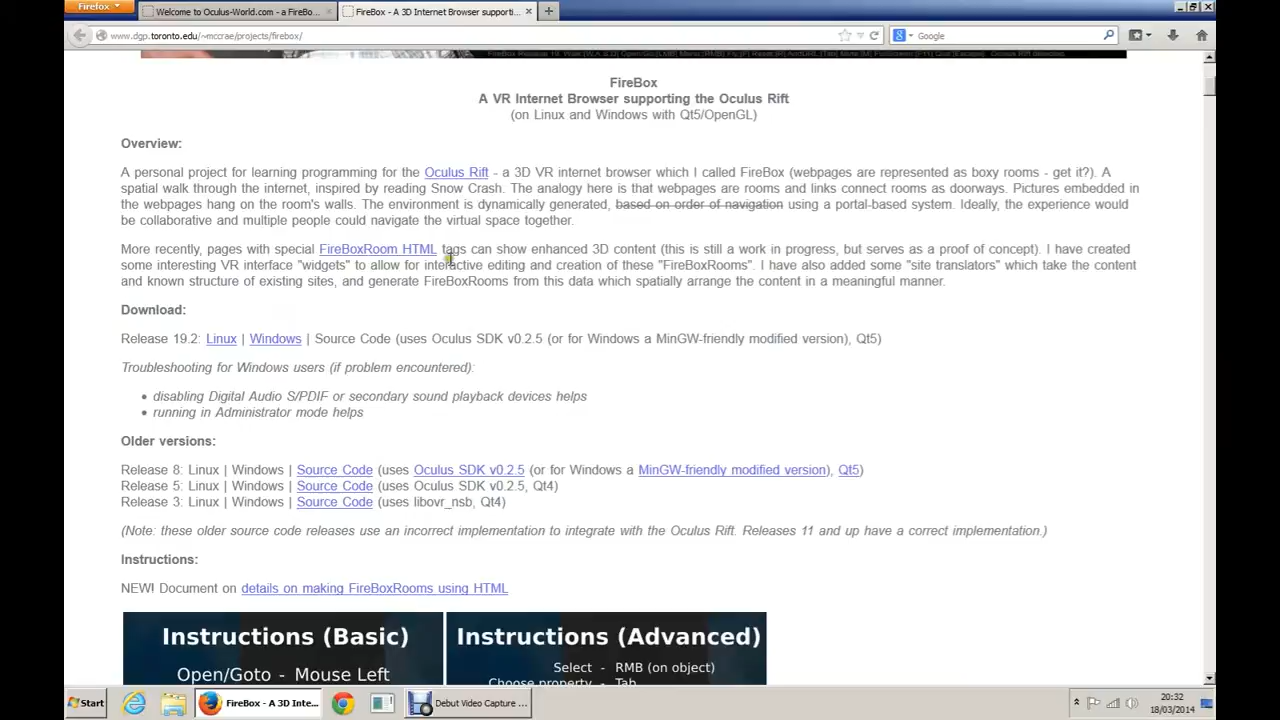 Firefox
Welcome to Oculus-World.com - a FireBo...
FireBox - A 3D Internet Browser supporti...
www.dgp.toronto.edu/~mccrae/projects/firebox/
Google
FireBox
A VR Internet Browser supporting the Oculus Rift
(on Linux and Windows with Qt5/OpenGL)
Overview:
A personal project for learning programming for the Oculus Rift - a 3D VR internet browser which I called FireBox (webpages are represented as boxy rooms - get it?). A
spatial walk through the internet, inspired by reading Snow Crash. The analogy here is that webpages are rooms and links connect rooms as doorways. Pictures embedded in
the webpages hang on the room's walls. The environment is dynamically generated, based on order of navigation using a portal-based system. Ideally, the experience would
be collaborative and multiple people could navigate the virtual space together.
More recently, pages with special FireBoxRoom HTML tags can show enhanced 3D content (this is still a work in progress, but serves as a proof of concept). I have created
some interesting VR interface "widgets" to allow for interactive editing and creation of these "FireBoxRooms". I have also added some "site translators" which take the content
and known structure of existing sites, and generate FireBoxRooms from this data which spatially arrange the content in a meaningful manner.
Download:
Release 19.2: Linux | Windows | Source Code (uses Oculus SDK v0.2.5 (or for Windows a MinGW-friendly modified version), Qt5)
Troubleshooting for Windows users (if problem encountered):
• disabling Digital Audio S/PDIF or secondary sound playback devices helps
• running in Administrator mode helps
Older versions:
Release 8: Linux | Windows | Source Code (uses Oculus SDK v0.2.5 (or for Windows a MinGW-friendly modified version), Qt5)
Release 5: Linux | Windows | Source Code (uses Oculus SDK v0.2.5, Qt4)
Release 3: Linux | Windows | Source Code (uses libovr_nsb, Qt4)
(Note: these older source code releases use an incorrect implementation to integrate with the Oculus Rift. Releases 11 and up have a correct implementation.)
Instructions:
NEW! Document on details on making FireBoxRooms using HTML
Instructions (Basic)
Instructions (Advanced)
Open/Goto - Mouse Left
Select - RMB (on object)
Choose property - Tab
Start
FireBox - A 3D Inte...
Debut Video Capture ...
20:32
18/03/2014